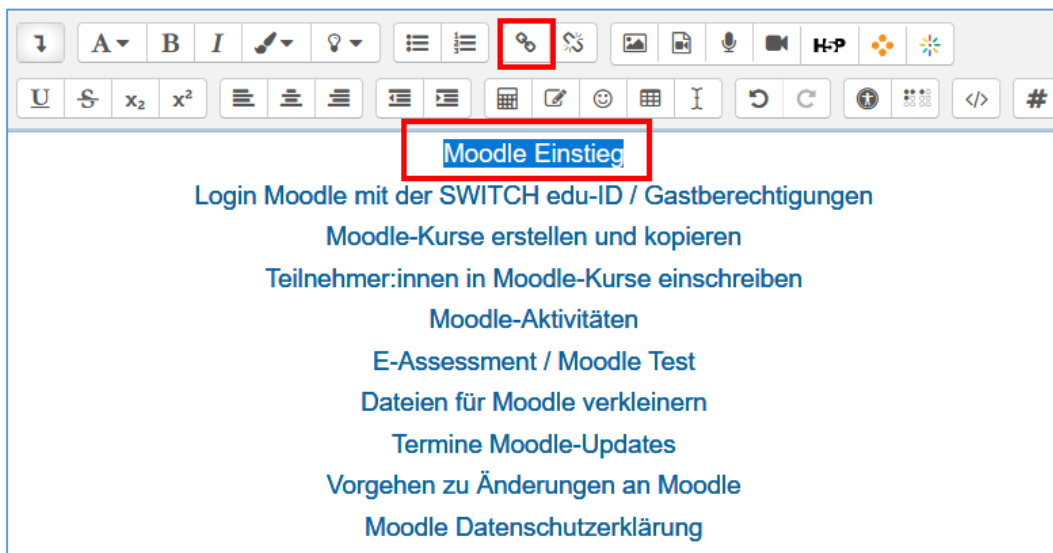 A B I H-P
U S x₂ x² </> #
Moodle Einstieg
Login Moodle mit der SWITCH edu-ID / Gastberechtigungen
Moodle-Kurse erstellen und kopieren
Teilnehmer:innen in Moodle-Kurse einschreiben
Moodle-Aktivitäten
E-Assessment / Moodle Test
Dateien für Moodle verkleinern
Termine Moodle-Updates
Vorgehen zu Änderungen an Moodle
Moodle Datenschutzerklärung